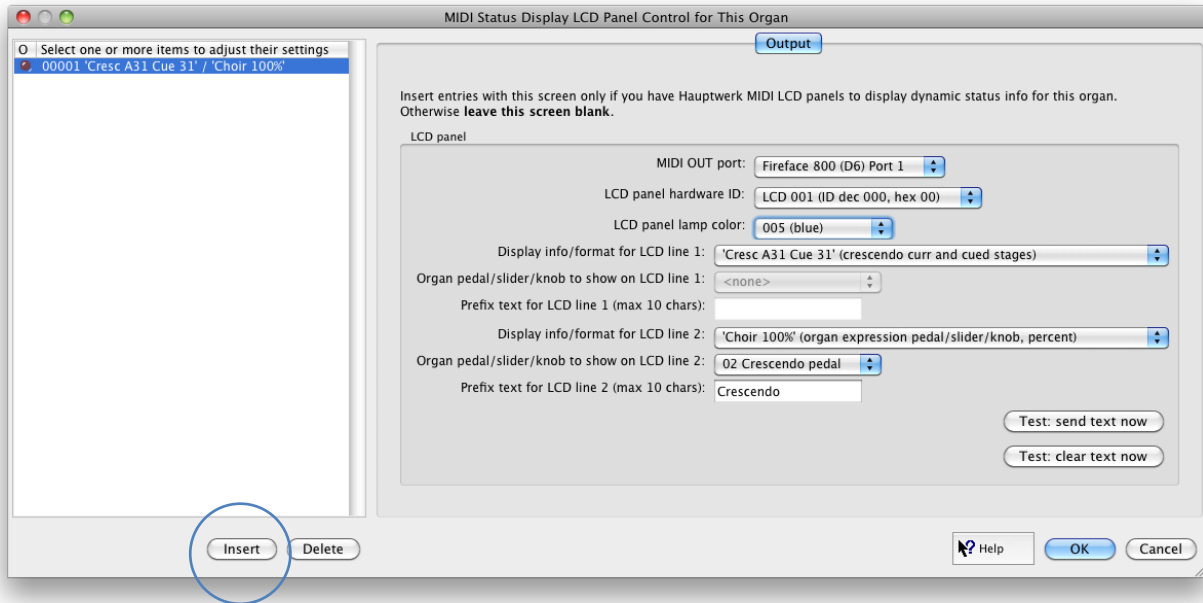 MIDI Status Display LCD Panel Control for This Organ
O Select one or more items to adjust their settings
00001 'Cresc A31 Cue 31' / 'Choir 100%'
Output
Insert entries with this screen only if you have Hauptwerk MIDI LCD panels to display dynamic status info for this organ.
Otherwise leave this screen blank.
LCD panel
MIDI OUT port: Fireface 800 (D6) Port 1
LCD panel hardware ID: LCD 001 (ID dec 000, hex 00)
LCD panel lamp color: 005 (blue)
Display info/format for LCD line 1: 'Cresc A31 Cue 31' (crescendo curr and cued stages)
Organ pedal/slider/knob to show on LCD line 1: <none>
Prefix text for LCD line 1 (max 10 chars):
Display info/format for LCD line 2: 'Choir 100%' (organ expression pedal/slider/knob, percent)
Organ pedal/slider/knob to show on LCD line 2: 02 Crescendo pedal
Prefix text for LCD line 2 (max 10 chars): Crescendo
Test: send text now
Test: clear text now
Insert Delete Help OK Cancel